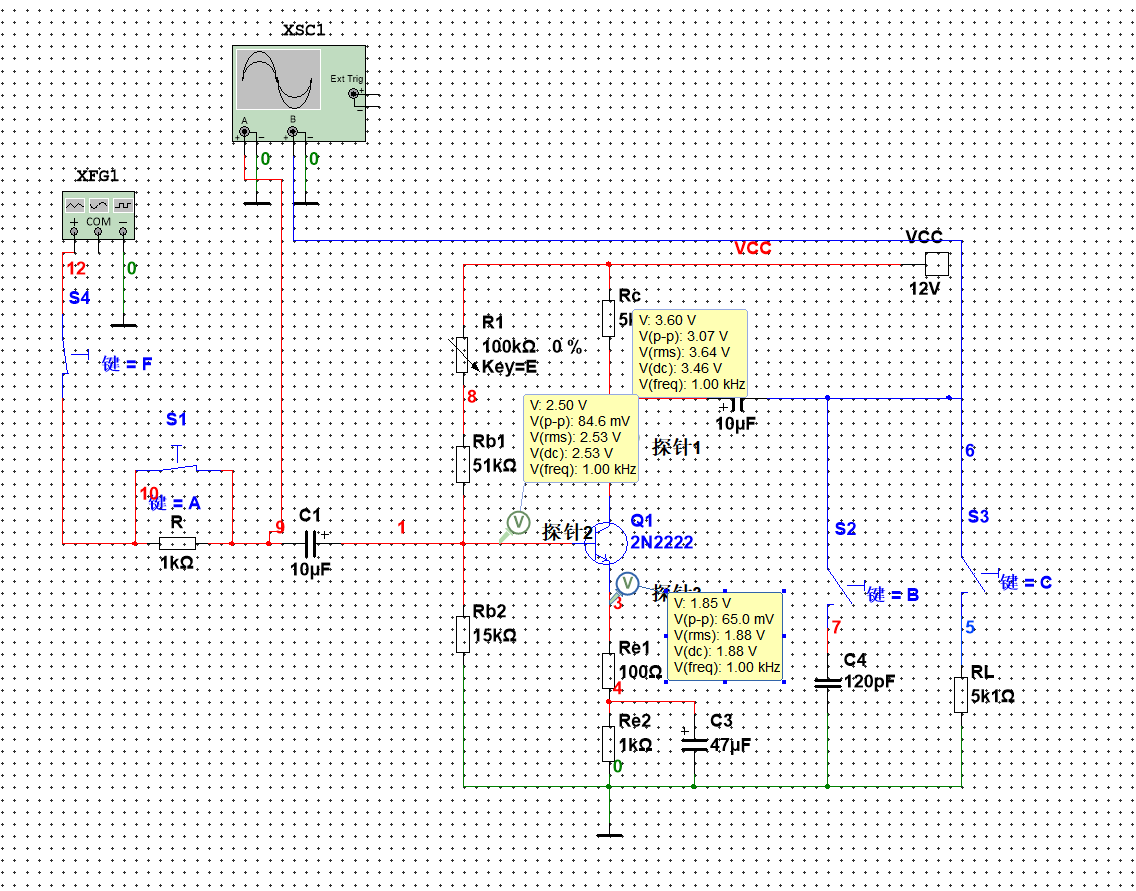 XSC1
Ext Trig
+
−
A
B
+
−
+
−
0
0
XFG1
+
COM
−
12
0
S4
键 = F
VCC
VCC
12V
Rc
R1
100kΩ 0 %
Key=E
8
V: 3.60 V
V(p-p): 3.07 V
V(rms): 3.64 V
V(dc): 3.46 V
V(freq): 1.00 kHz
+
10µF
V: 2.50 V
V(p-p): 84.6 mV
V(rms): 2.53 V
V(dc): 2.53 V
V(freq): 1.00 kHz
S1
Rb1
51kΩ
探针1
6
10
键 = A
R
1kΩ
9
C1
+
10µF
1
V
探针2
Q1
2N2222
S2
键 = B
S3
键 = C
V
3
V: 1.85 V
V(p-p): 65.0 mV
V(rms): 1.88 V
V(dc): 1.88 V
V(freq): 1.00 kHz
Rb2
15kΩ
Re1
100Ω
4
7
5
C4
120pF
RL
5k1Ω
Re2
1kΩ
0
C3
+
47µF